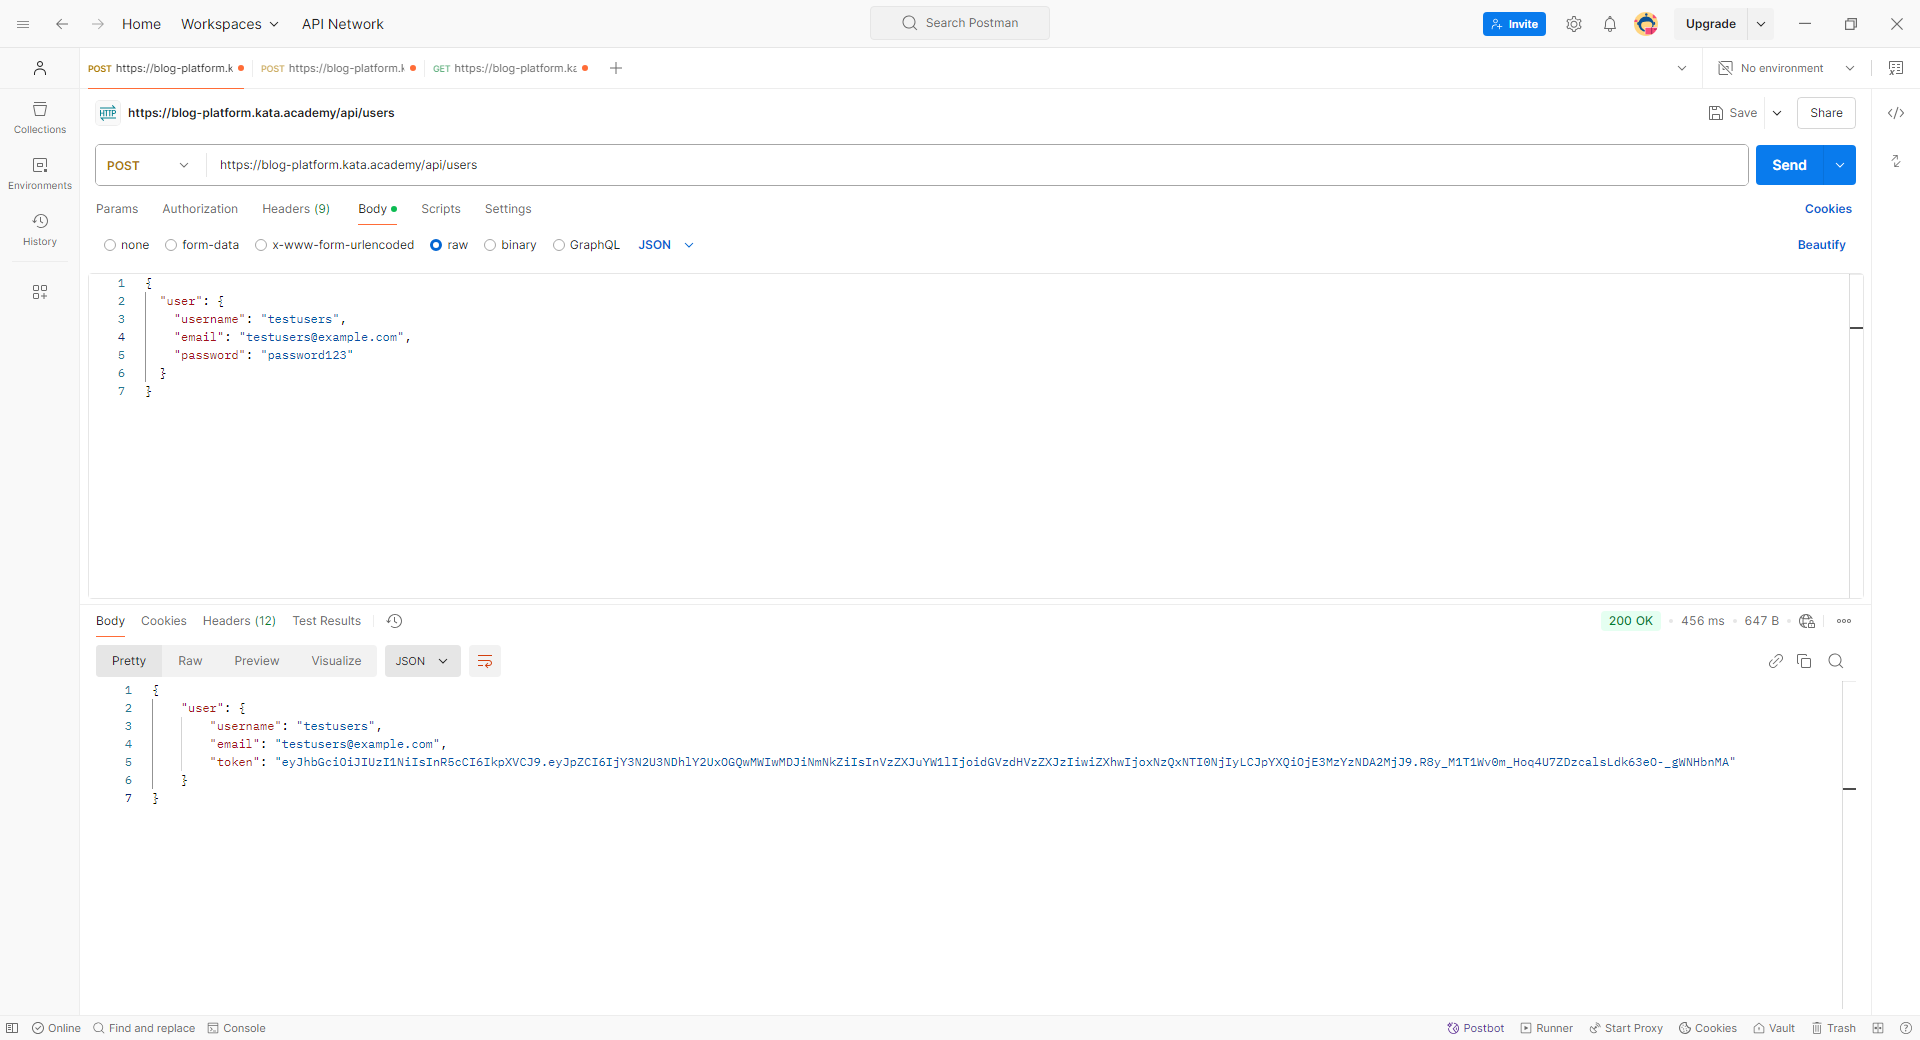 Home Workspaces API Network Search Postman Invite Upgrade
POST https://blog-platform.k POST https://blog-platform.k GET https://blog-platform.ka No environment
Collections
Environments
History
HTTP https://blog-platform.kata.academy/api/users Save Share
POST https://blog-platform.kata.academy/api/users Send
Params Authorization Headers (9) Body Scripts Settings Cookies
none form-data x-www-form-urlencoded raw binary GraphQL JSON Beautify
1 {
2 "user": {
3 "username": "testusers",
4 "email": "testusers@example.com",
5 "password": "password123"
6 }
7 }
Body Cookies Headers (12) Test Results 200 OK 456 ms 647 B
Pretty Raw Preview Visualize JSON
1 {
2 "user": {
3 "username": "testusers",
4 "email": "testusers@example.com",
5 "token": "eyJhbGciOiJIUzI1NiIsInR5cCI6IkpXVCJ9.eyJpZCI6IjY3N2U3NDhlY2UxOGQwMWIwMDJiNmNkZiIsInVzZXJuYW1lIjoidGVzdHVzZXJzIiwiZXhwIjoxNzQxNTI0NjIyLCJpYXQiOjE3MzYzNDA2MjJ9.R8y_M1T1Wv0m_Hoq4U7ZDzcalsLdk63eO-_gWNHbnMA"
6 }
7 }
Online Find and replace Console Postbot Runner Start Proxy Cookies Vault Trash